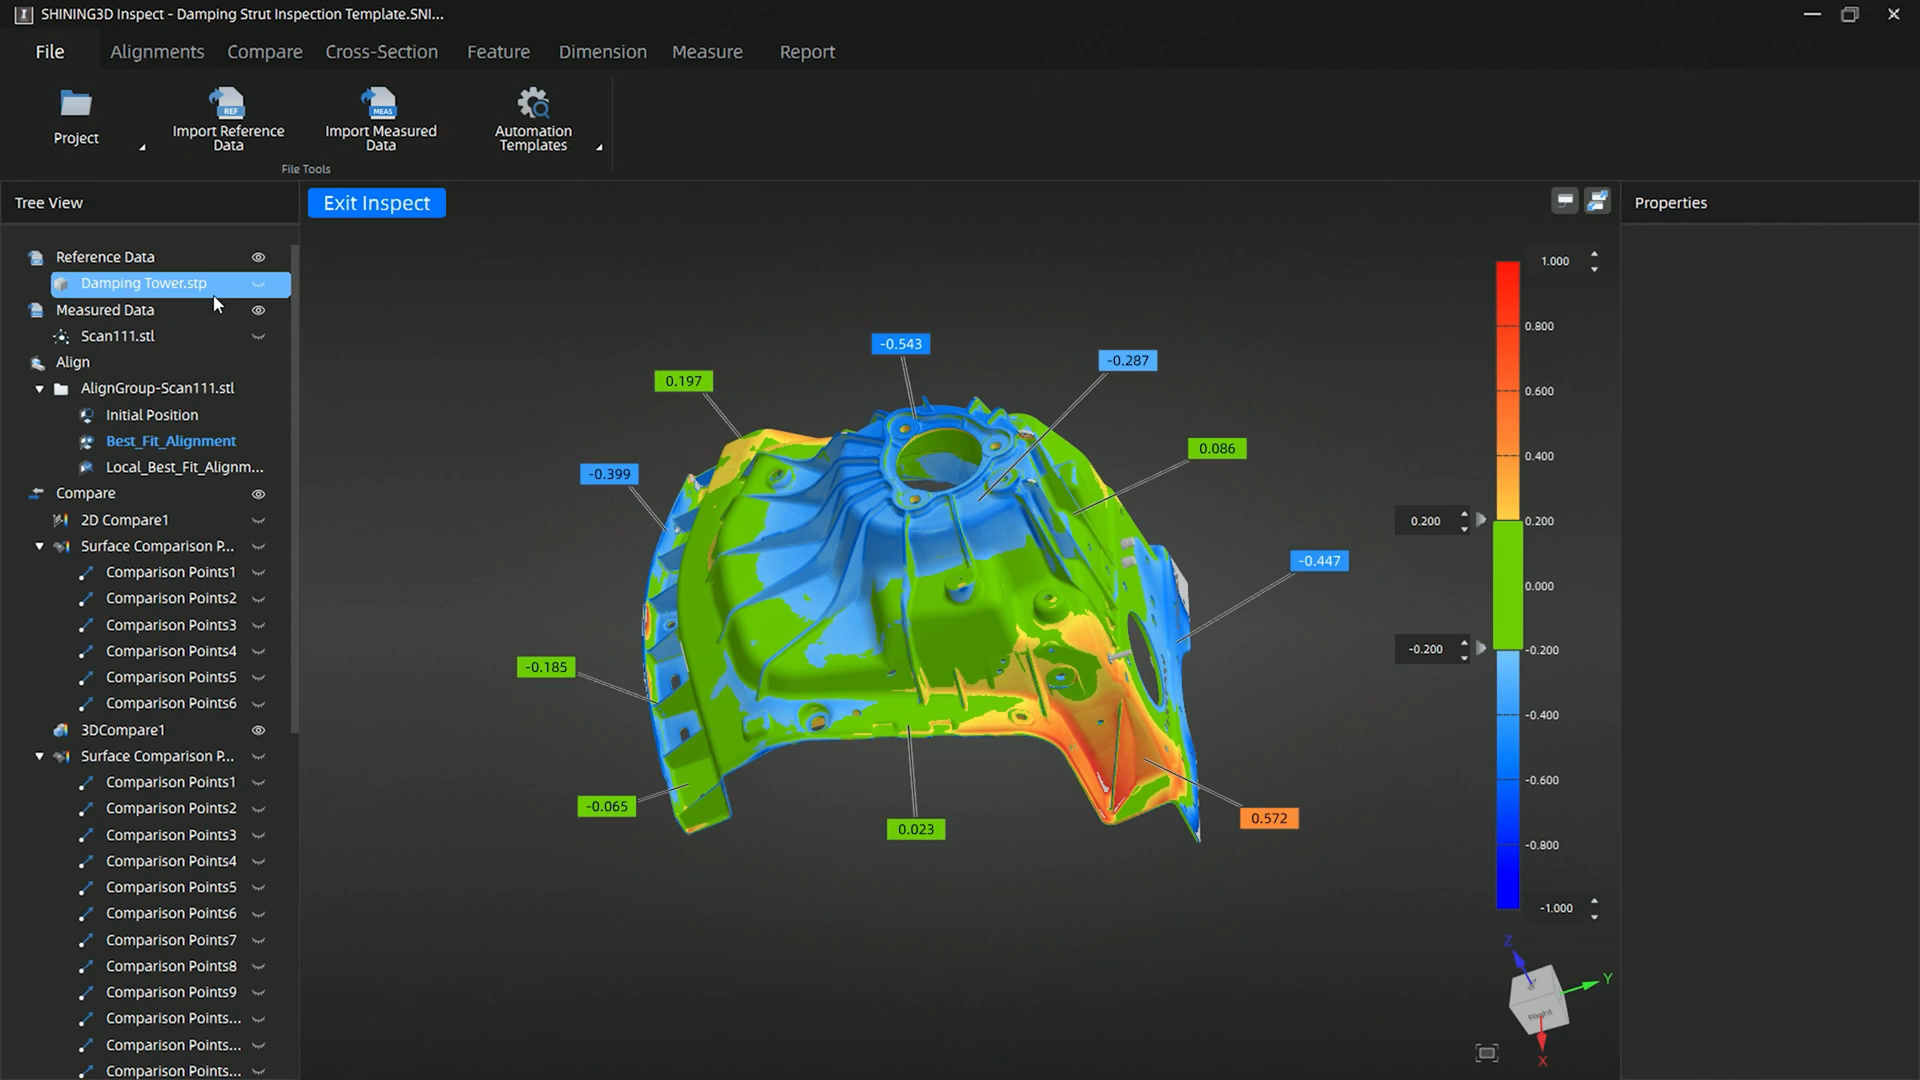 SHINING3D Inspect - Damping Strut Inspection Template.SNI...
File Alignments Compare Cross-Section Feature Dimension Measure Report
Project
Import Reference
Data
REF
Import Measured
Data
MEAS
Automation
Templates
File Tools
Tree View
Exit Inspect
Properties
Reference Data
Damping Tower.stp
Measured Data
Scan111.stl
Align
AlignGroup-Scan111.stl
Initial Position
Best_Fit_Alignment
Local_Best_Fit_Alignm...
Compare
2D Compare1
Surface Comparison P...
Comparison Points1
Comparison Points2
Comparison Points3
Comparison Points4
Comparison Points5
Comparison Points6
3DCompare1
Surface Comparison P...
Comparison Points1
Comparison Points2
Comparison Points3
Comparison Points4
Comparison Points5
Comparison Points6
Comparison Points7
Comparison Points8
Comparison Points9
Comparison Points...
Comparison Points...
Comparison Points...
-0.543
-0.287
0.197
0.086
-0.399
-0.447
-0.185
-0.065
0.023
0.572
1.000
0.800
0.600
0.400
0.200
0.200
0.000
-0.200
-0.200
-0.400
-0.600
-0.800
-1.000
Z
Y
Right
X